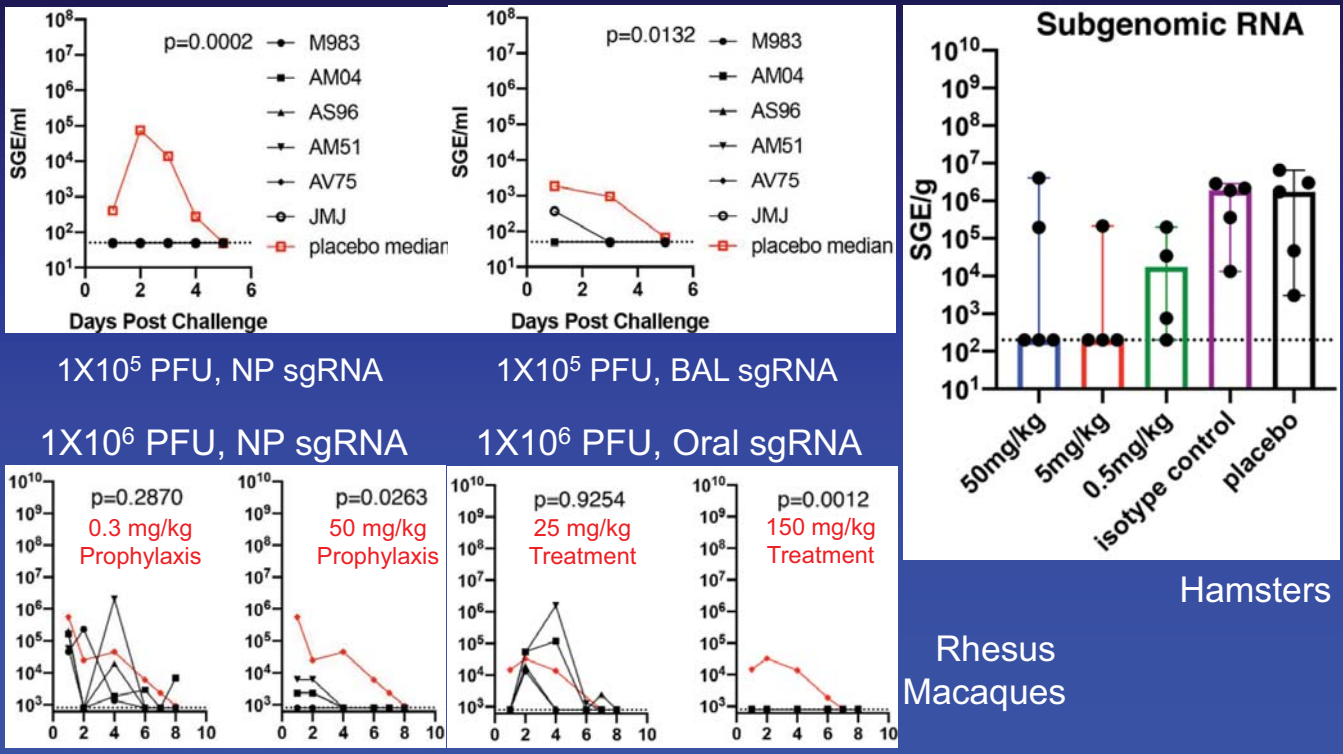 10⁸
10⁷
10⁶
10⁵
10⁴
10³
10²
10¹
SGE/ml
p=0.0002
M983
AM04
AS96
AM51
AV75
JMJ
placebo median
0 2 4 6
Days Post Challenge
10⁸
10⁷
10⁶
10⁵
10⁴
10³
10²
10¹
SGE/ml
p=0.0132
M983
AM04
AS96
AM51
AV75
JMJ
placebo median
0 2 4 6
Days Post Challenge
Subgenomic RNA
10¹⁰
10⁹
10⁸
10⁷
10⁶
10⁵
10⁴
10³
10²
10¹
SGE/g
50mg/kg
5mg/kg
0.5mg/kg
isotype control
placebo
1X10⁵ PFU, NP sgRNA
1X10⁵ PFU, BAL sgRNA
1X10⁶ PFU, NP sgRNA
1X10⁶ PFU, Oral sgRNA
10¹⁰
10⁹
10⁸
10⁷
10⁶
10⁵
10⁴
10³
p=0.2870
0.3 mg/kg
Prophylaxis
0 2 4 6 8 10
10¹⁰
10⁹
10⁸
10⁷
10⁶
10⁵
10⁴
10³
p=0.0263
50 mg/kg
Prophylaxis
0 2 4 6 8 10
10¹⁰
10⁹
10⁸
10⁷
10⁶
10⁵
10⁴
10³
p=0.9254
25 mg/kg
Treatment
0 2 4 6 8 10
10¹⁰
10⁹
10⁸
10⁷
10⁶
10⁵
10⁴
10³
p=0.0012
150 mg/kg
Treatment
0 2 4 6 8 10
Hamsters
Rhesus
Macaques